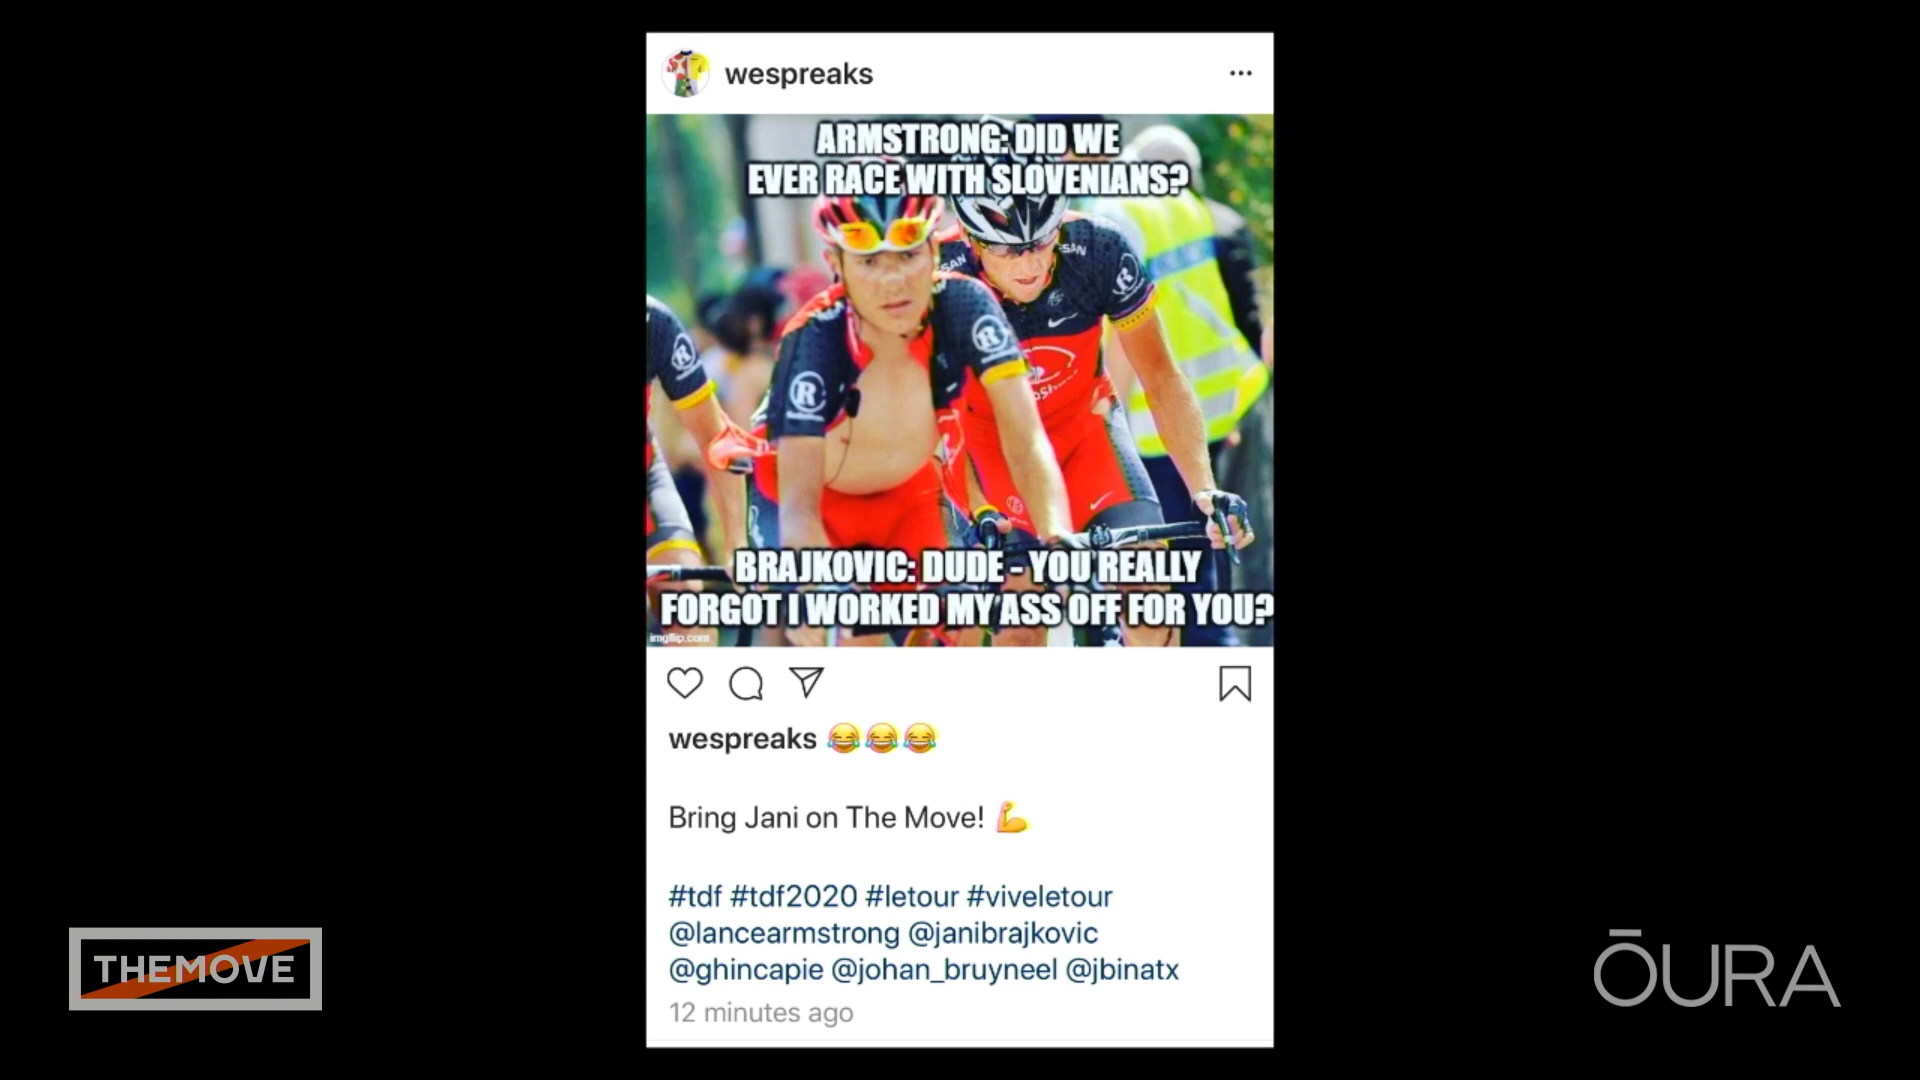 wespreaks
ARMSTRONG: DID WE
EVER RACE WITH SLOVENIANS?
SAN
SSAN
R
R
R
R
BRAJKOVIC: DUDE - YOU REALLY
FORGOT I WORKED MY ASS OFF FOR YOU?
imgflip.com
wespreaks 😂😂😂
Bring Jani on The Move! 💪
#tdf #tdf2020 #letour #viveletour
@lancearmstrong @janibrajkovic
@ghincapie @johan_bruyneel @jbinatx
12 minutes ago
THEMOVE
ŌURA